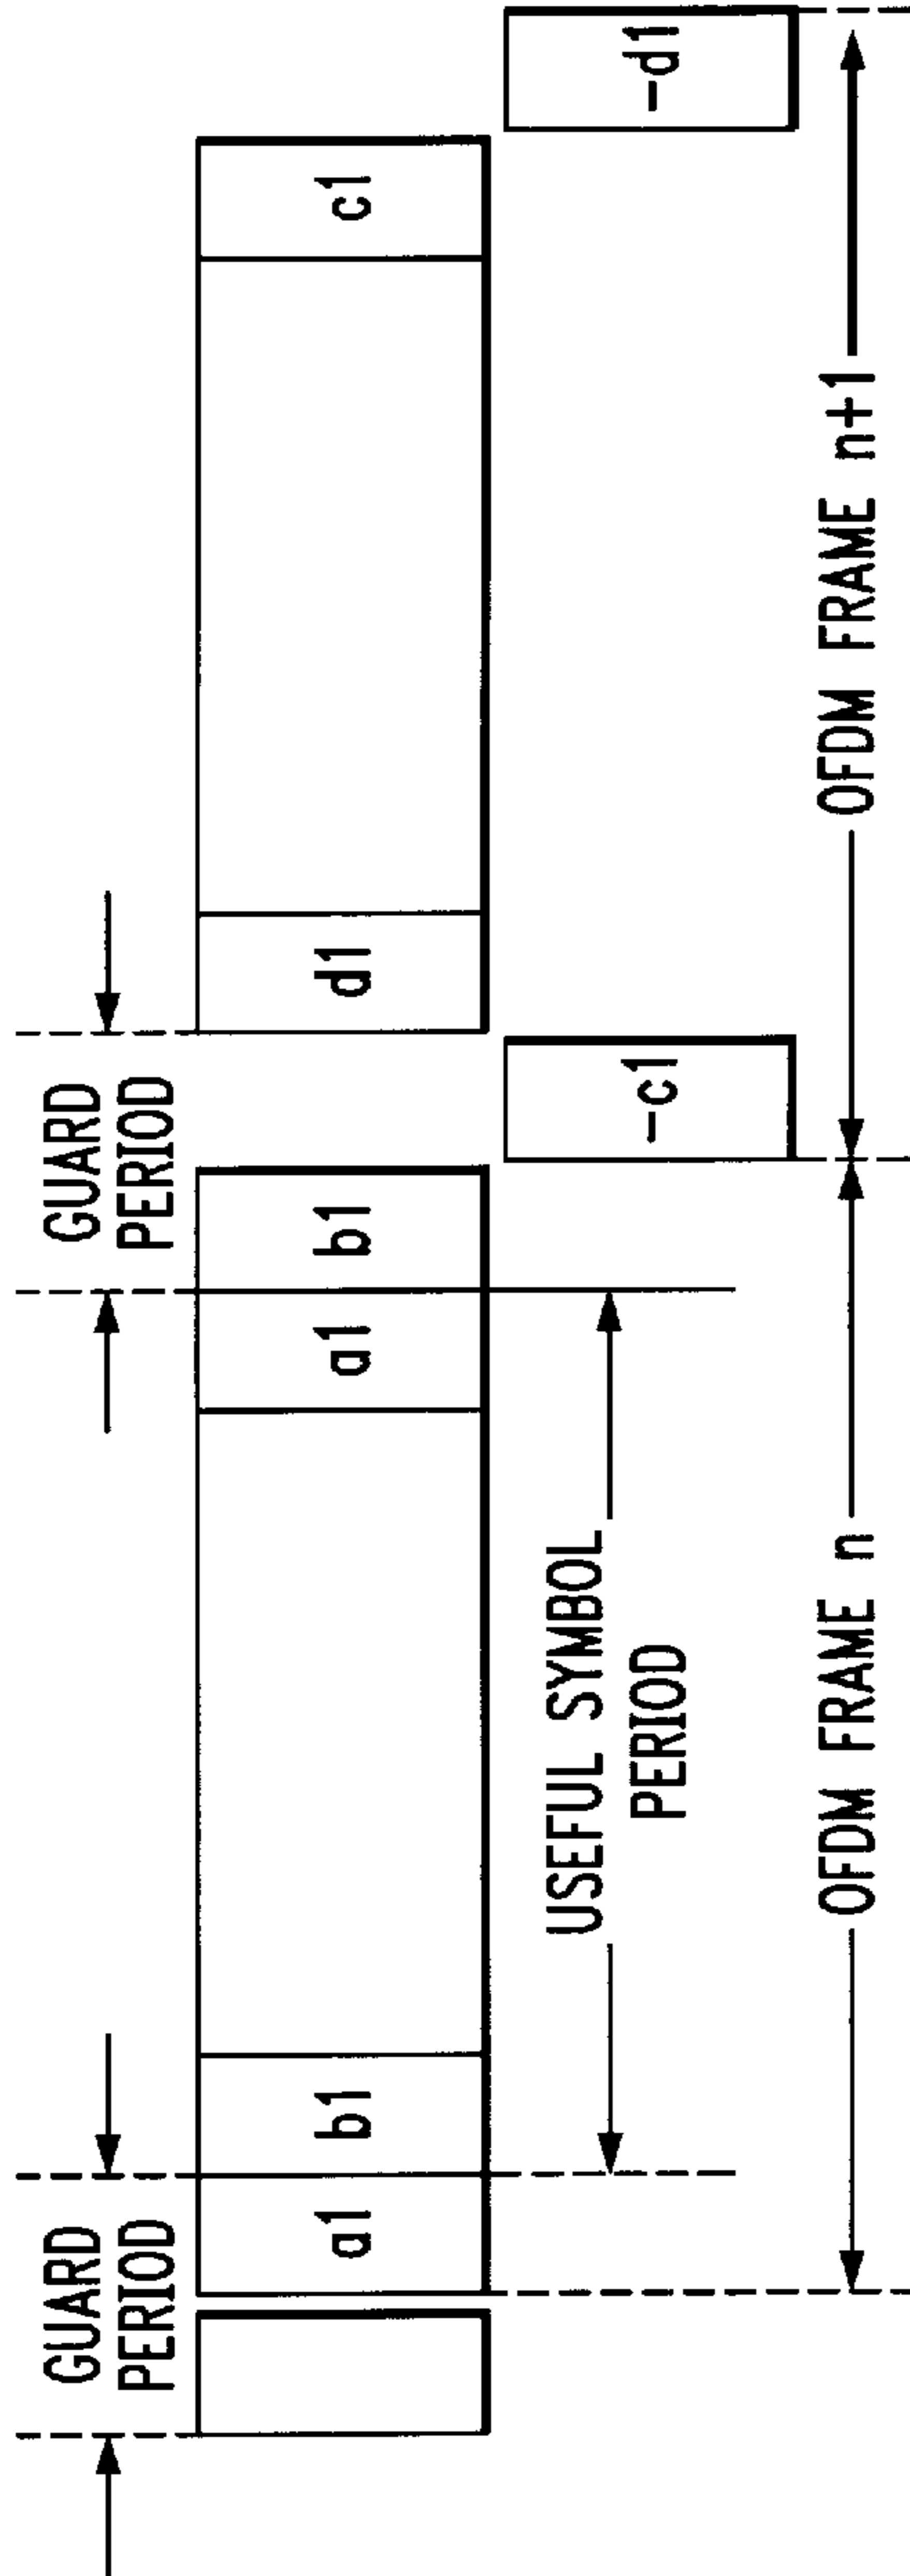 GUARD
PERIOD
GUARD
PERIOD
a1
b1
a1
b1
d1
c1
USEFUL SYMBOL
PERIOD
-c1
-d1
OFDM FRAME n
OFDM FRAME n+1